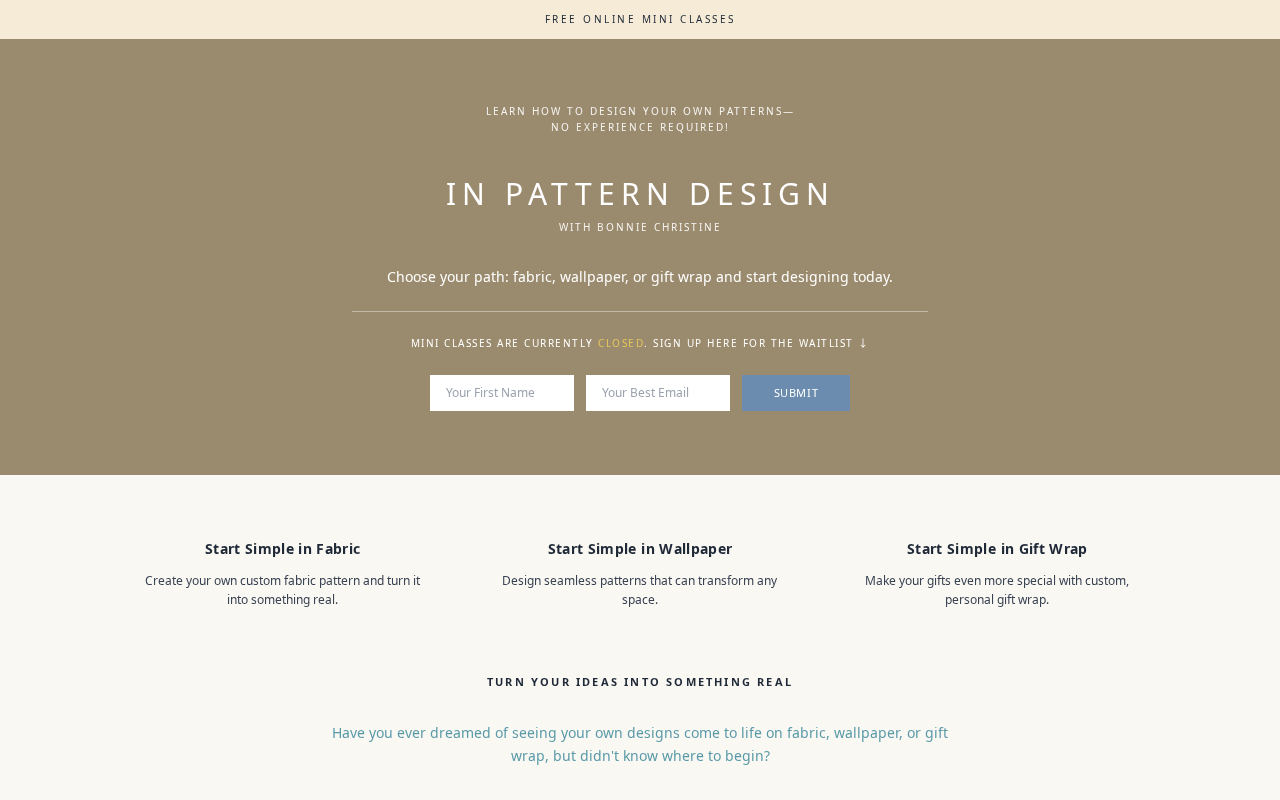 FREE ONLINE MINI CLASSES
LEARN HOW TO DESIGN YOUR OWN PATTERNS—
NO EXPERIENCE REQUIRED!
IN PATTERN DESIGN
WITH BONNIE CHRISTINE
Choose your path: fabric, wallpaper, or gift wrap and start designing today.
MINI CLASSES ARE CURRENTLY CLOSED. SIGN UP HERE FOR THE WAITLIST ↓
Your First Name
Your Best Email
SUBMIT
Start Simple in Fabric
Create your own custom fabric pattern and turn it
into something real.
Start Simple in Wallpaper
Design seamless patterns that can transform any
space.
Start Simple in Gift Wrap
Make your gifts even more special with custom,
personal gift wrap.
TURN YOUR IDEAS INTO SOMETHING REAL
Have you ever dreamed of seeing your own designs come to life on fabric, wallpaper, or gift
wrap, but didn't know where to begin?